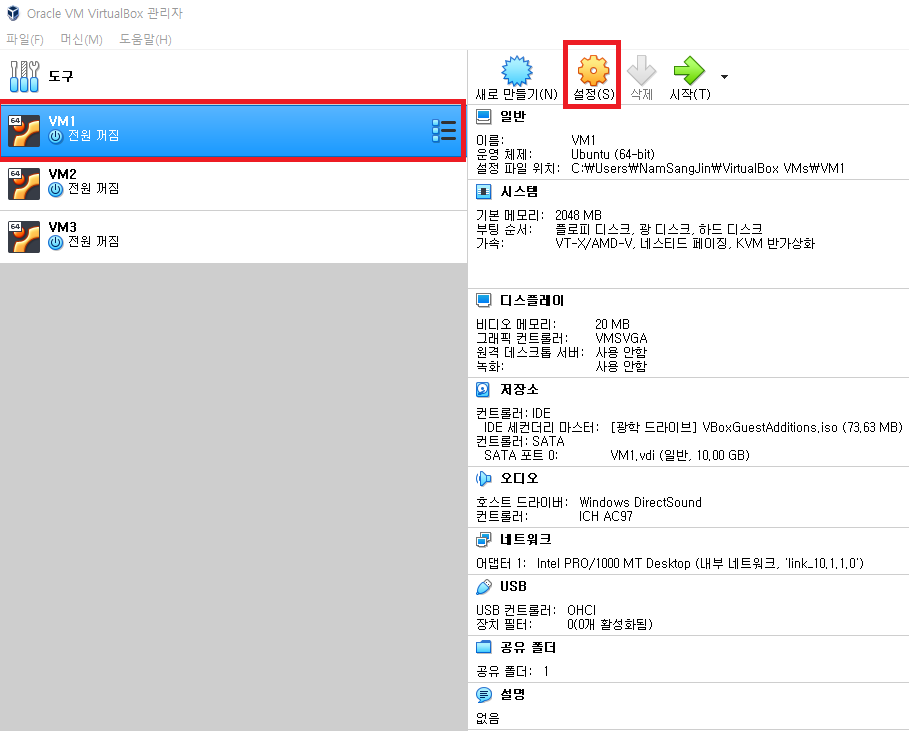 Oracle VM VirtualBox 관리자
파일(F) 머신(M) 도움말(H)
도구
64
VM1
전원 꺼짐
64
VM2
전원 꺼짐
64
VM3
전원 꺼짐
새로 만들기(N) 설정(S) 삭제 시작(T)
일반
이름: VM1
운영 체제: Ubuntu (64-bit)
설정 파일 위치: C:₩Users₩NamSangJin₩VirtualBox VMs₩VM1
시스템
기본 메모리: 2048 MB
부팅 순서: 플로피 디스크, 광 디스크, 하드 디스크
가속: VT-X/AMD-V, 네스티드 페이징, KVM 반가상화
디스플레이
비디오 메모리: 20 MB
그래픽 컨트롤러: VMSVGA
원격 데스크톱 서버: 사용 안함
녹화: 사용 안함
저장소
컨트롤러: IDE
IDE 세컨더리 마스터: [광학 드라이브] VBoxGuestAdditions.iso (73.63 MB)
컨트롤러: SATA
SATA 포트 0: VM1.vdi (일반, 10.00 GB)
오디오
호스트 드라이버: Windows DirectSound
컨트롤러: ICH AC97
네트워크
어댑터 1: Intel PRO/1000 MT Desktop (내부 네트워크, 'link_10.1.1.0')
USB
USB 컨트롤러: OHCI
장치 필터: 0(0개 활성화됨)
공유 폴더
공유 폴더: 1
설명
없음